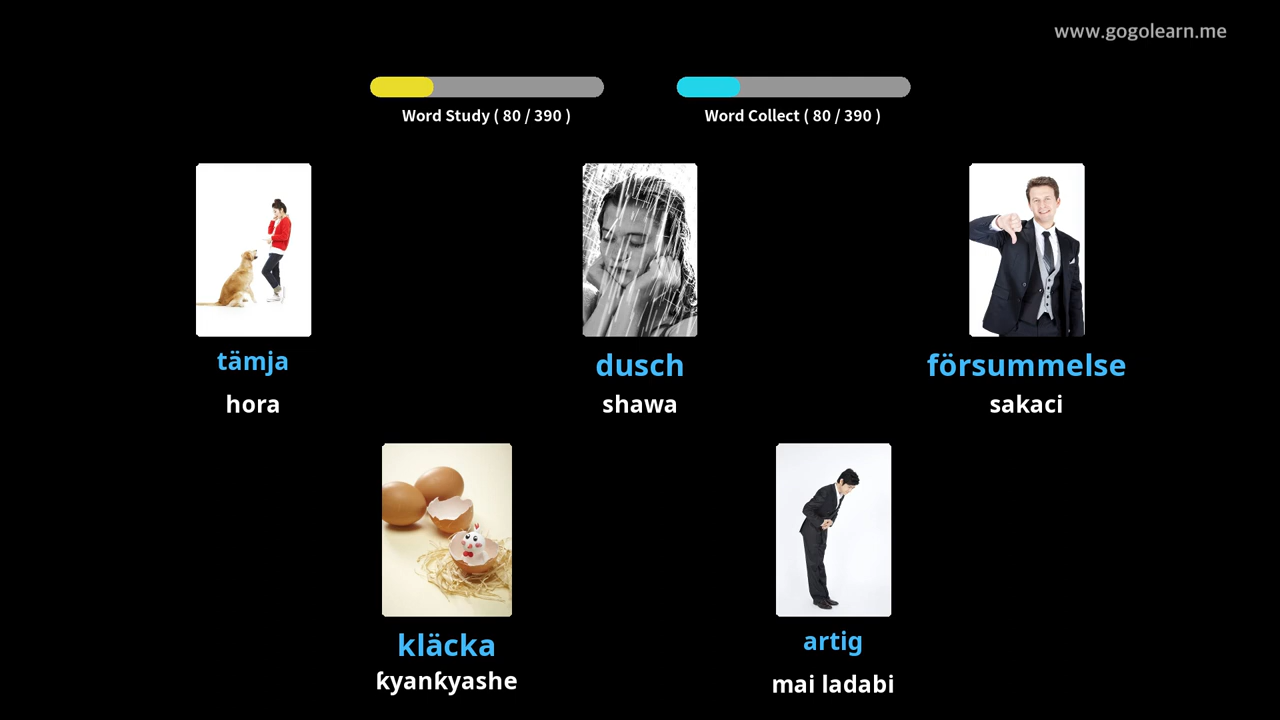 www.gogolearn.me
Word Study ( 80 / 390 )
Word Collect ( 80 / 390 )
tämja
hora
dusch
shawa
försummelse
sakaci
kläcka
ƙyanƙyashe
artig
mai ladabi